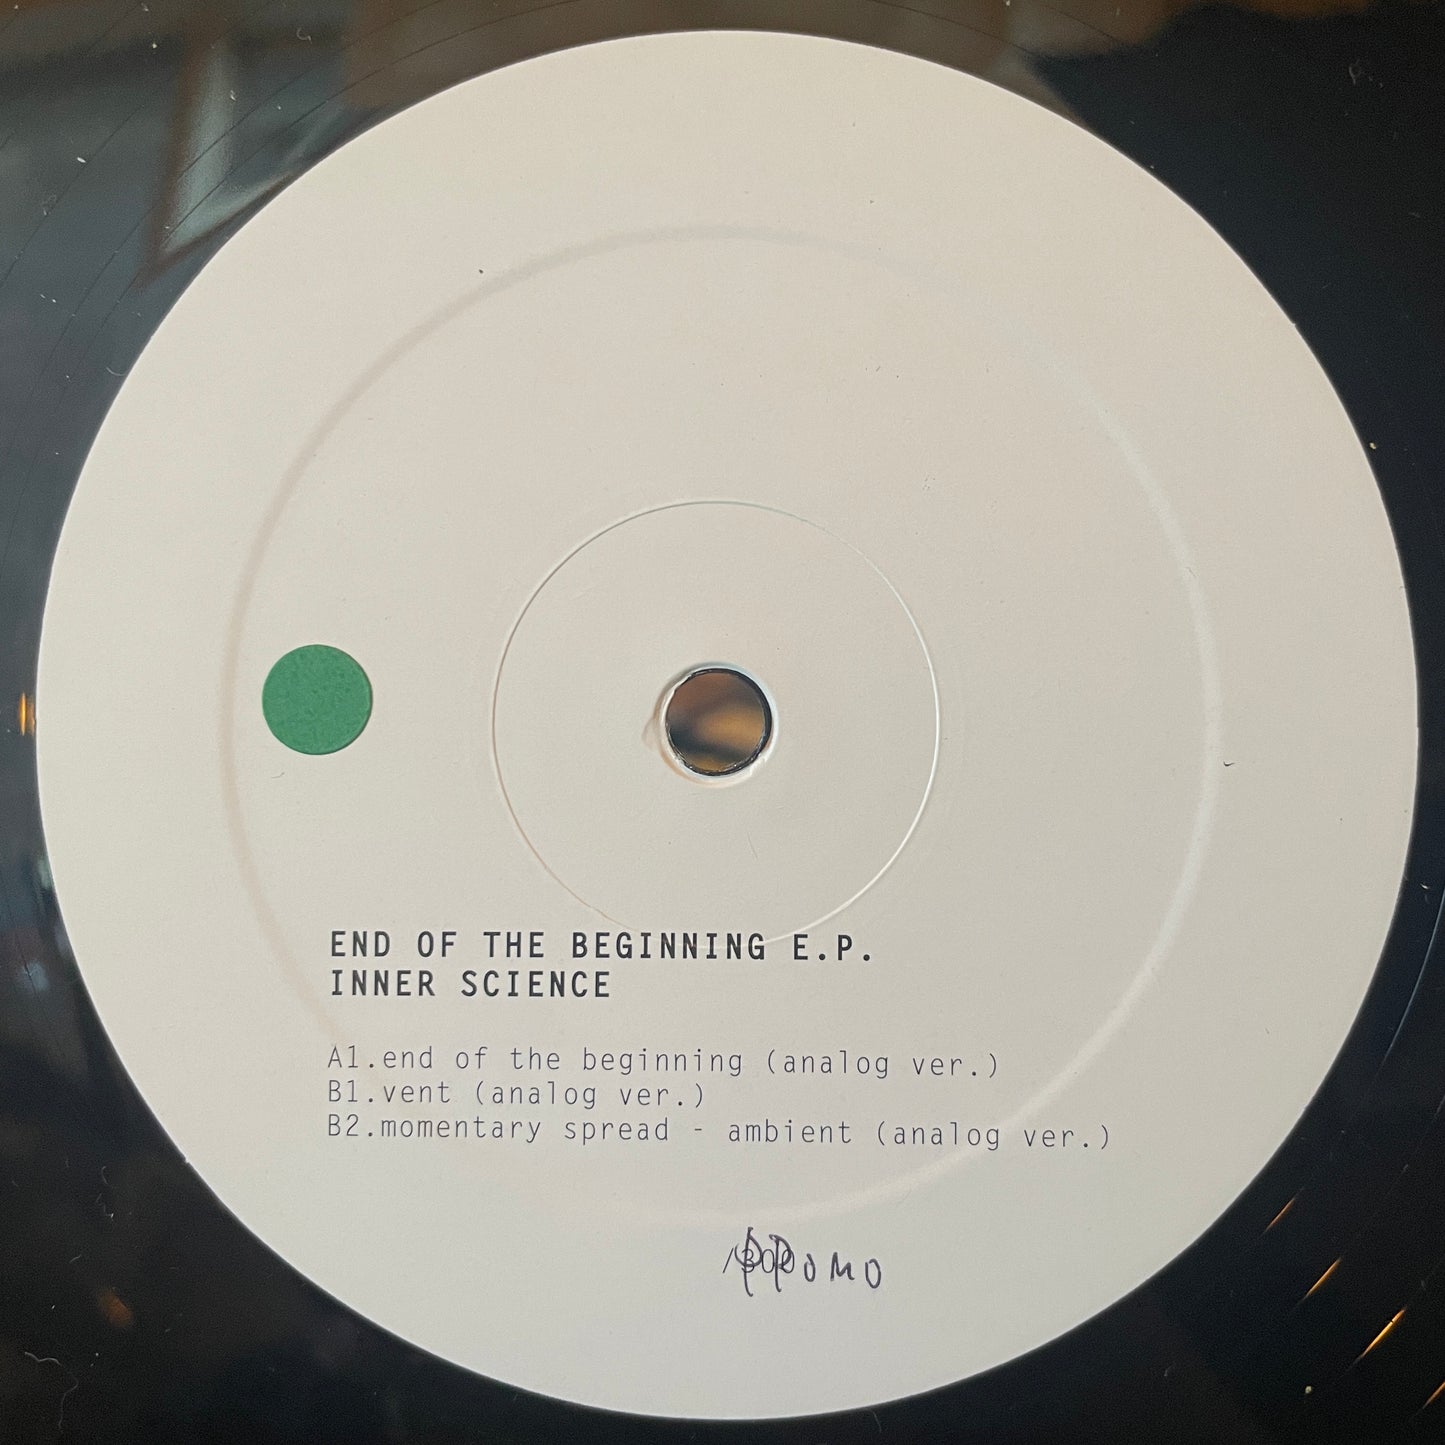 END OF THE BEGINNING E.P.
INNER SCIENCE
A1.end of the beginning (analog ver.)
B1.vent (analog ver.)
B2.momentary spread - ambient (analog ver.)
/300